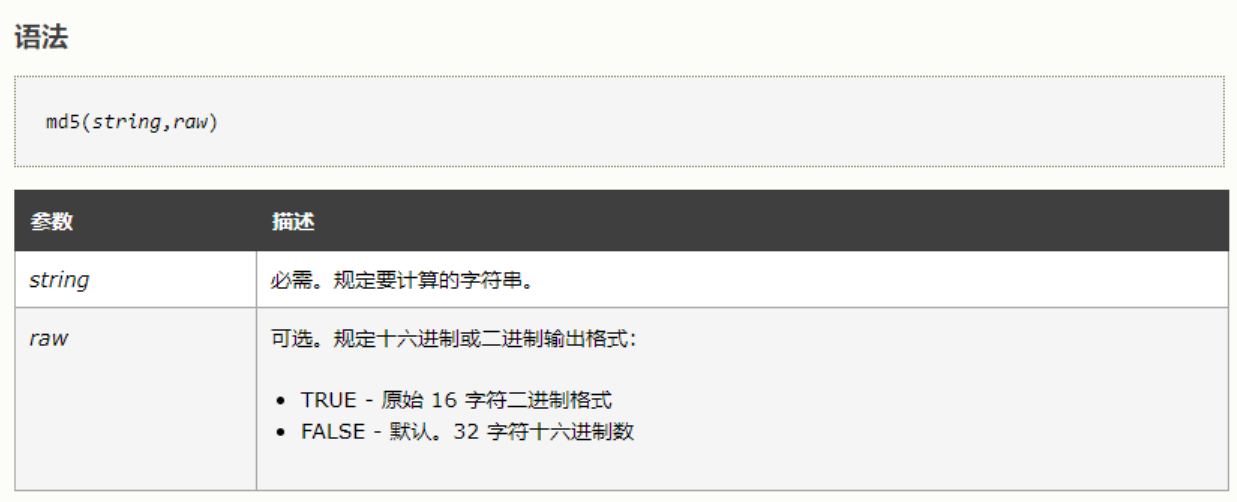 语法
md5(string,raw)
参数 描述
string 必需。规定要计算的字符串。
raw 可选。规定十六进制或二进制输出格式：
• TRUE - 原始 16 字符二进制格式
• FALSE - 默认。32 字符十六进制数